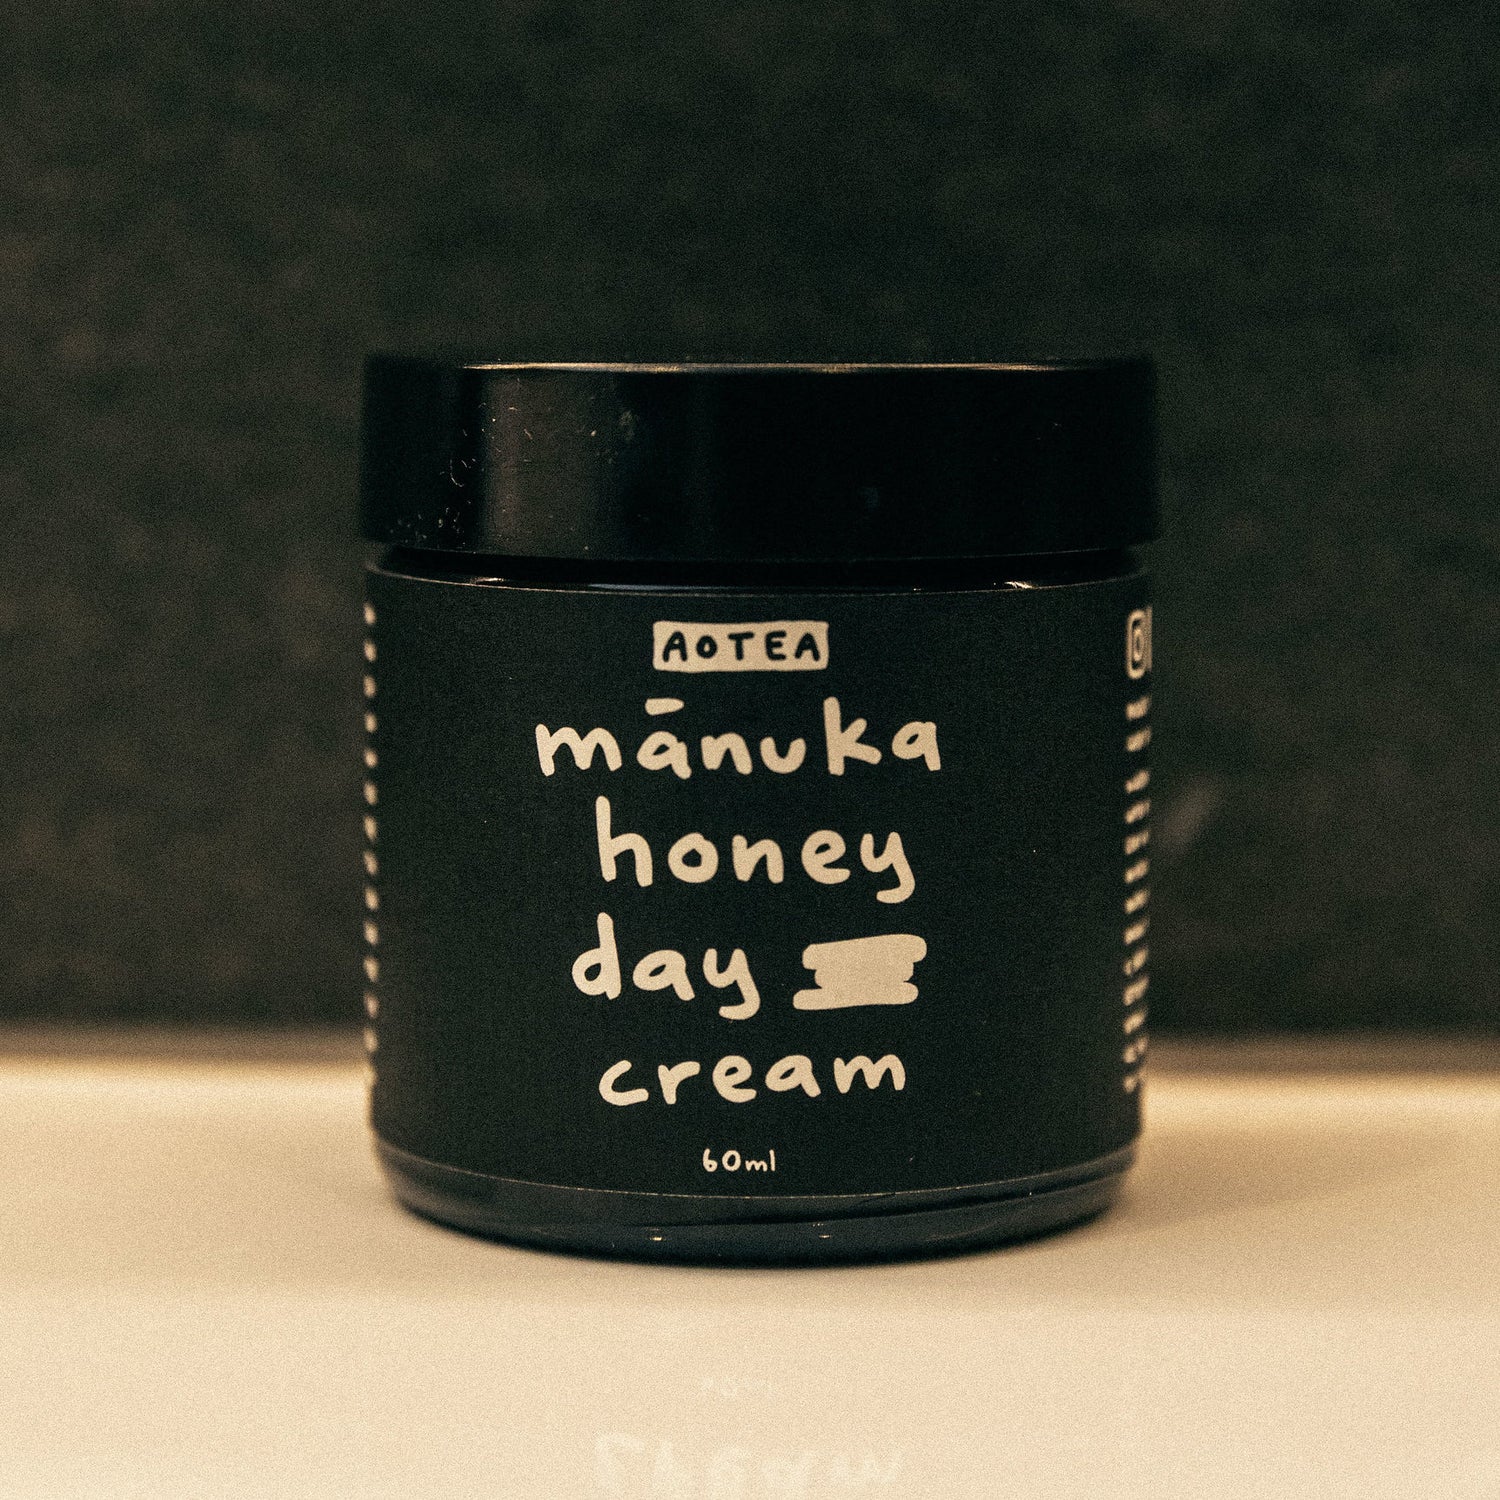 AOTEA
mānuka
honey
day
cream
60ml